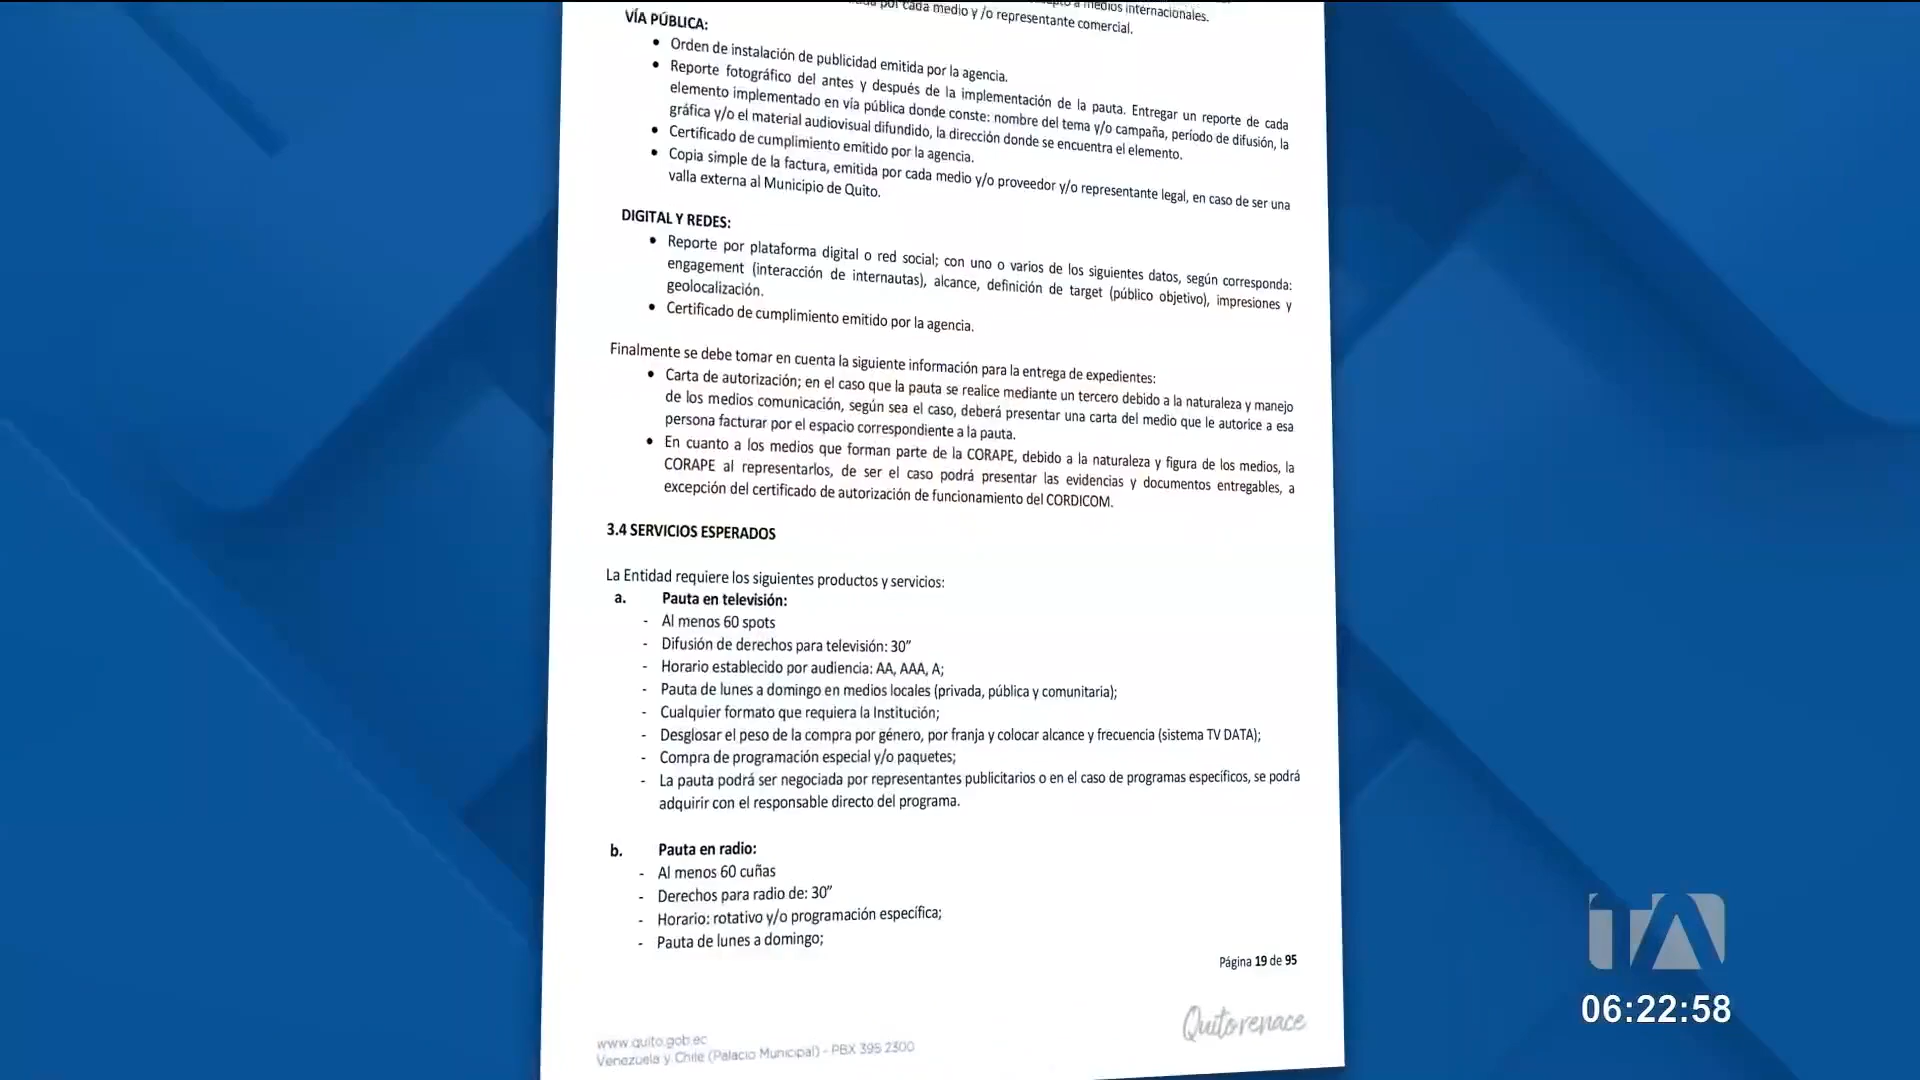 a medios internacionales.
por cada medio y /o representante comercial.
VÍA PÚBLICA:
• Orden de instalación de publicidad emitida por la agencia.
• Reporte fotográfico del antes y después de la implementación de la pauta. Entregar un reporte de cada
elemento implementado en vía pública donde conste: nombre del tema y/o campaña, período de difusión, la
gráfica y/o el material audiovisual difundido, la dirección donde se encuentra el elemento.
• Certificado de cumplimiento emitido por la agencia.
• Copia simple de la factura, emitida por cada medio y/o proveedor y/o representante legal, en caso de ser una
valla externa al Municipio de Quito.
DIGITAL Y REDES:
• Reporte por plataforma digital o red social; con uno o varios de los siguientes datos, según corresponda:
engagement (interacción de internautas), alcance, definición de target (público objetivo), impresiones y
geolocalización.
• Certificado de cumplimiento emitido por la agencia.
Finalmente se debe tomar en cuenta la siguiente información para la entrega de expedientes:
• Carta de autorización; en el caso que la pauta se realice mediante un tercero debido a la naturaleza y manejo
de los medios comunicación, según sea el caso, deberá presentar una carta del medio que le autorice a esa
persona facturar por el espacio correspondiente a la pauta.
• En cuanto a los medios que forman parte de la CORAPE, debido a la naturaleza y figura de los medios, la
CORAPE al representarlos, de ser el caso podrá presentar las evidencias y documentos entregables, a
excepción del certificado de autorización de funcionamiento del CORDICOM.
3.4 SERVICIOS ESPERADOS
La Entidad requiere los siguientes productos y servicios:
a. Pauta en televisión:
- Al menos 60 spots
- Difusión de derechos para televisión: 30”
- Horario establecido por audiencia: AA, AAA, A;
- Pauta de lunes a domingo en medios locales (privada, pública y comunitaria);
- Cualquier formato que requiera la Institución;
- Desglosar el peso de la compra por género, por franja y colocar alcance y frecuencia (sistema TV DATA);
- Compra de programación especial y/o paquetes;
- La pauta podrá ser negociada por representantes publicitarios o en el caso de programas específicos, se podrá
adquirir con el responsable directo del programa.
b. Pauta en radio:
- Al menos 60 cuñas
- Derechos para radio de: 30”
- Horario: rotativo y/o programación específica;
- Pauta de lunes a domingo;
Página 19 de 95
Quito renace
www.quito.gob.ec
Venezuela y Chile (Palacio Municipal) - PBX 395 2300
TA
06:22:58